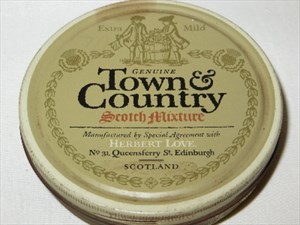 Extra Mild
GENUINE
Town &
Country
Scotch Mixture
Manufactured by Special Agreement with
HERBERT LOVE,
No 31, Queensferry St. Edinburgh
SCOTLAND